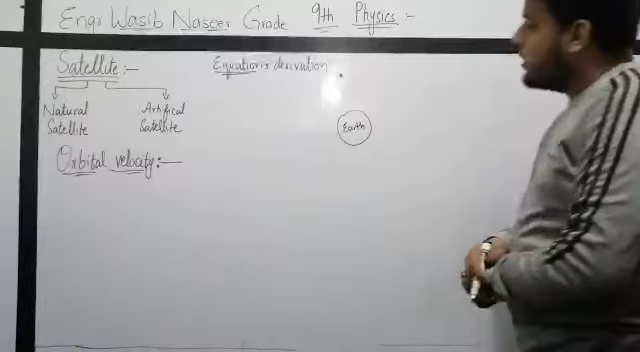 Engr Wasib Naseer Grade 9th Physics :-
Satellite:-
Natural Satellite
Artifical Satellite
Orbital velocity:-
Equations derivation
Earth